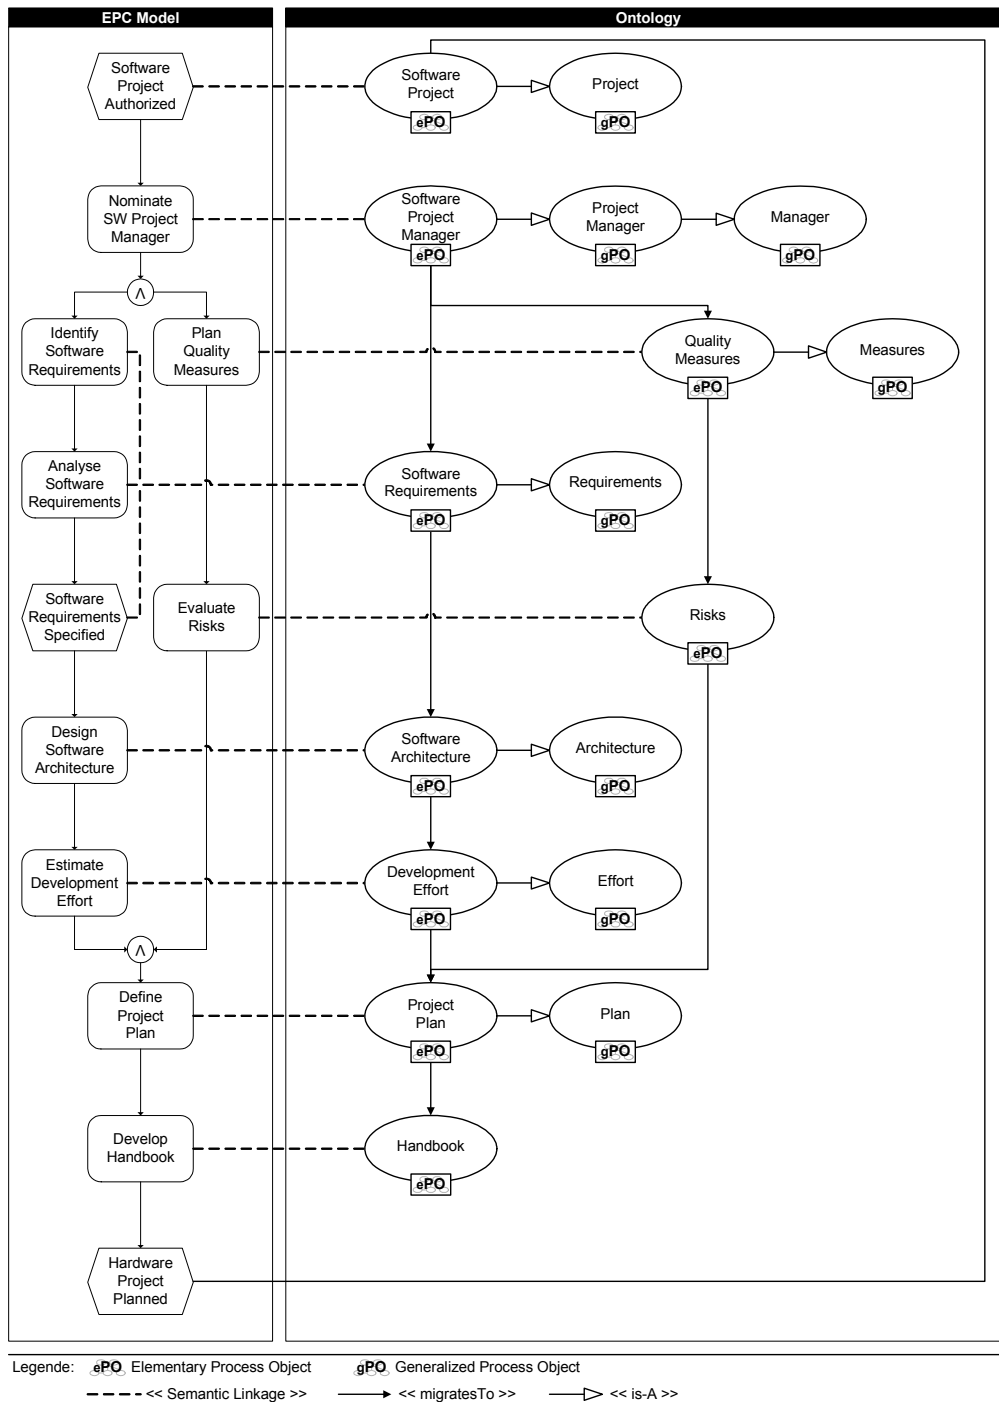 EPC Model
Ontology
Software
Project
Authorized
Software
Project
ePO
Project
gPO
Nominate
SW Project
Manager
Software
Project
Manager
ePO
Project
Manager
gPO
Manager
gPO
Λ
Identify
Software
Requirements
Plan
Quality
Measures
Quality
Measures
ePO
Measures
gPO
Analyse
Software
Requirements
Software
Requirements
ePO
Requirements
gPO
Software
Requirements
Specified
Evaluate
Risks
Risks
ePO
Design
Software
Architecture
Software
Architecture
ePO
Architecture
gPO
Estimate
Development
Effort
Development
Effort
ePO
Effort
gPO
Λ
Define
Project
Plan
Project
Plan
ePO
Plan
gPO
Develop
Handbook
Handbook
ePO
Hardware
Project
Planned
Legende: ePO Elementary Process Object gPO Generalized Process Object
<< Semantic Linkage >> << migratesTo >> << is-A >>